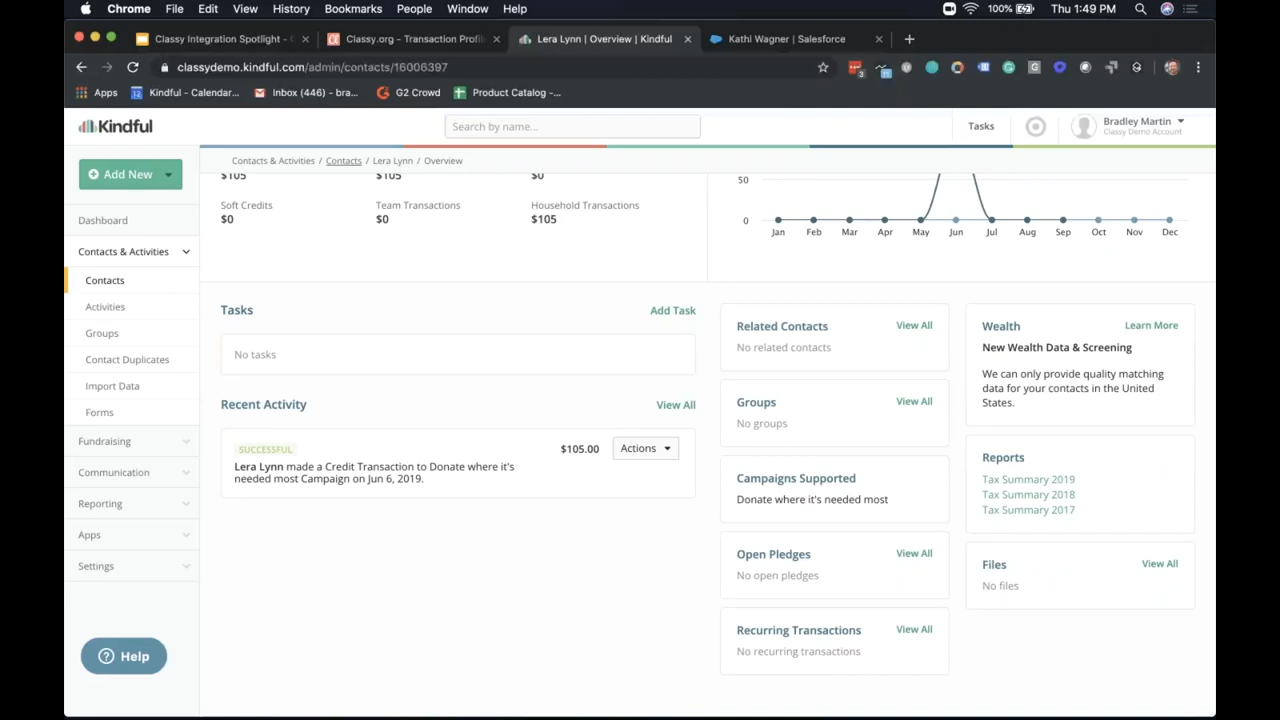 Chrome File Edit View History Bookmarks People Window Help 100% Thu 1:49 PM
Classy Integration Spotlight - Classy.org - Transaction Profil Lera Lynn | Overview | Kindful Kathi Wagner | Salesforce
classydemo.kindful.com/admin/contacts/16006397
Apps Kindful - Calendar... Inbox (446) - bra... G2 Crowd Product Catalog -...
Kindful
Search by name...
Tasks
Bradley Martin
Classy Demo Account
Add New
Dashboard
Contacts & Activities
Contacts
Activities
Groups
Contact Duplicates
Import Data
Forms
Fundraising
Communication
Reporting
Apps
Settings
Help
Contacts & Activities / Contacts / Lera Lynn / Overview
$105 $105 $0
Soft Credits Team Transactions Household Transactions
$0 $0 $105
50
0
Jan Feb Mar Apr May Jun Jul Aug Sep Oct Nov Dec
Tasks Add Task
No tasks
Recent Activity View All
SUCCESSFUL $105.00 Actions
Lera Lynn made a Credit Transaction to Donate where it's
needed most Campaign on Jun 6, 2019.
Related Contacts View All
No related contacts
Groups View All
No groups
Campaigns Supported
Donate where it's needed most
Open Pledges View All
No open pledges
Recurring Transactions View All
No recurring transactions
Wealth Learn More
New Wealth Data & Screening
We can only provide quality matching
data for your contacts in the United
States.
Reports
Tax Summary 2019
Tax Summary 2018
Tax Summary 2017
Files View All
No files